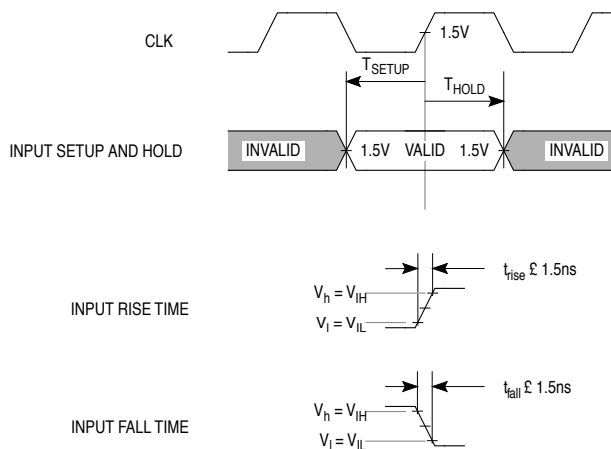 CLK
1.5V
TSETUP
THOLD
INPUT SETUP AND HOLD
INVALID
1.5V VALID 1.5V
INVALID
trise £ 1.5ns
Vh = VIH
INPUT RISE TIME
Vl = VIL
tfall £ 1.5ns
Vh = VIH
INPUT FALL TIME
Vl = VIL